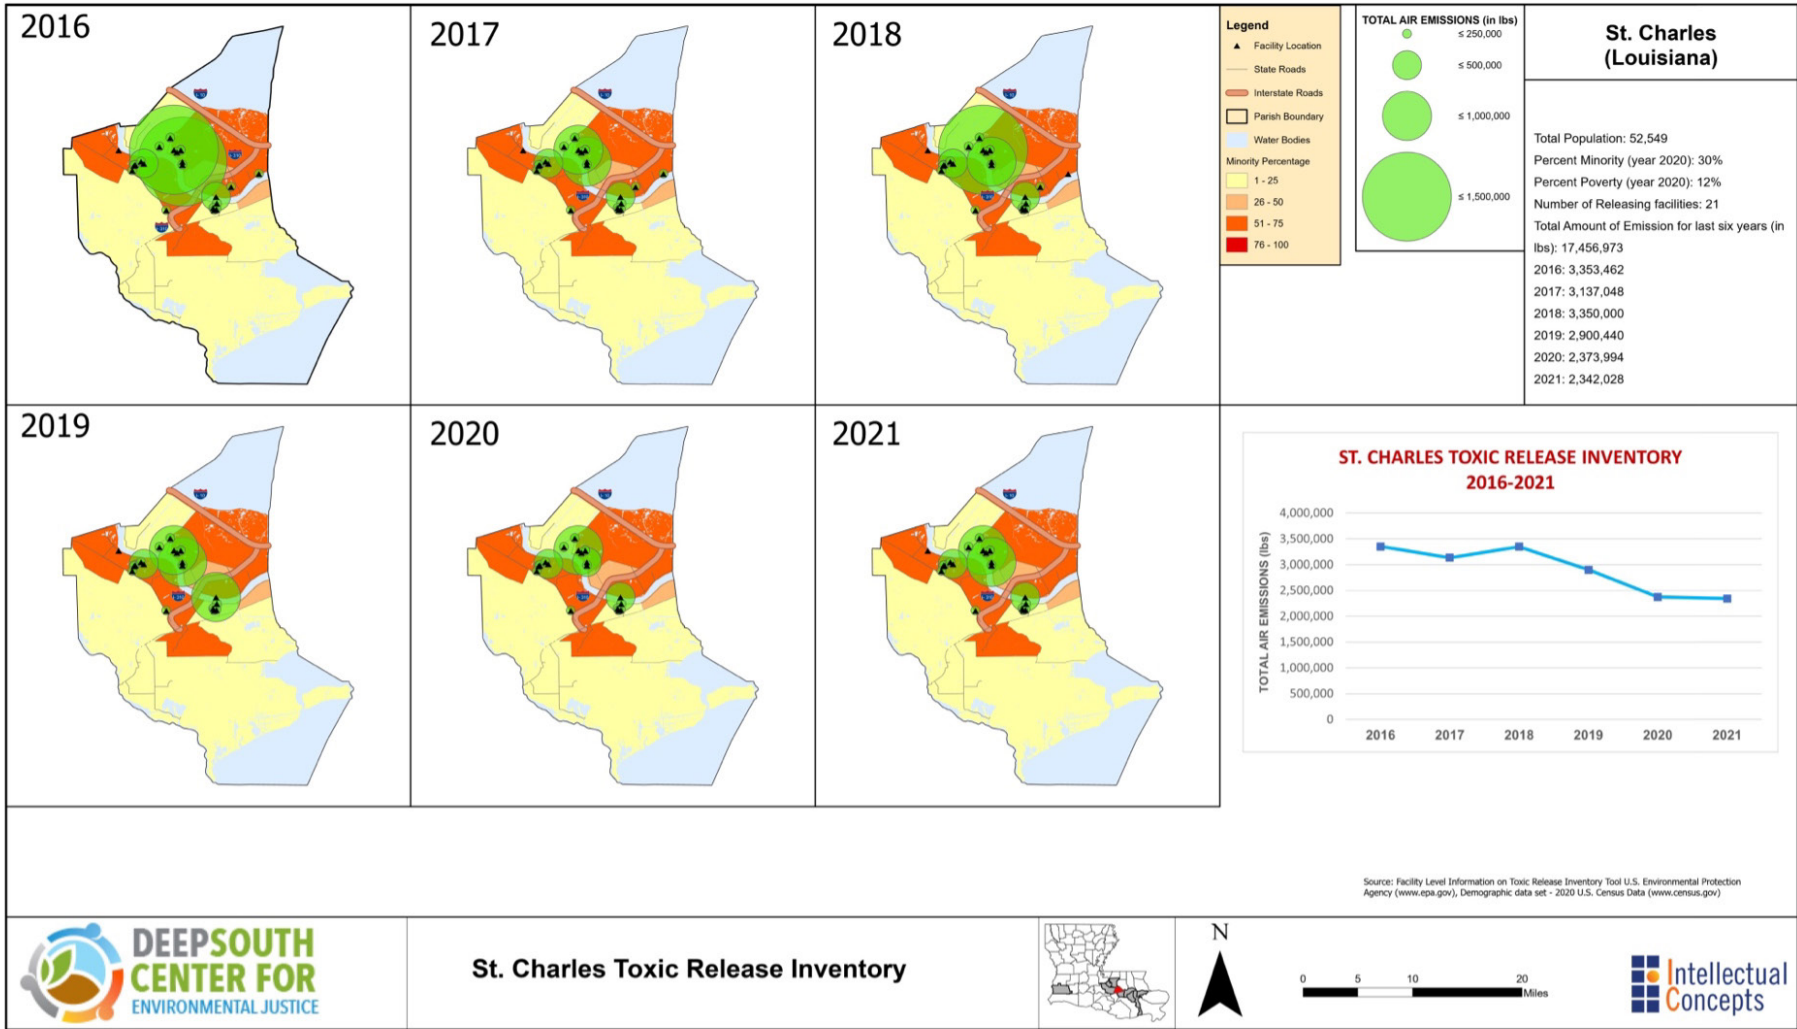 2016
2017
2018
Legend
Facility Location
State Roads
Interstate Roads
Parish Boundary
Water Bodies
Minority Percentage
1 - 25
26 - 50
51 - 75
76 - 100
TOTAL AIR EMISSIONS (in lbs)
≤ 250,000
≤ 500,000
≤ 1,000,000
≤ 1,500,000
St. Charles
(Louisiana)
Total Population: 52,549
Percent Minority (year 2020): 30%
Percent Poverty (year 2020): 12%
Number of Releasing facilities: 21
Total Amount of Emission for last six years (in
lbs): 17,456,973
2016: 3,353,462
2017: 3,137,048
2018: 3,350,000
2019: 2,900,440
2020: 2,373,994
2021: 2,342,028
2019
2020
2021
ST. CHARLES TOXIC RELEASE INVENTORY
2016-2021
TOTAL AIR EMISSIONS (lbs)
4,000,000
3,500,000
3,000,000
2,500,000
2,000,000
1,500,000
1,000,000
500,000
0
2016 2017 2018 2019 2020 2021
Source: Facility Level Information on Toxic Release Inventory Tool U.S. Environmental Protection
Agency (www.epa.gov), Demographic data set - 2020 U.S. Census Data (www.census.gov)
DEEPSOUTH
CENTER FOR
ENVIRONMENTAL JUSTICE
St. Charles Toxic Release Inventory
N
0 5 10 20
Miles
Intellectual
Concepts